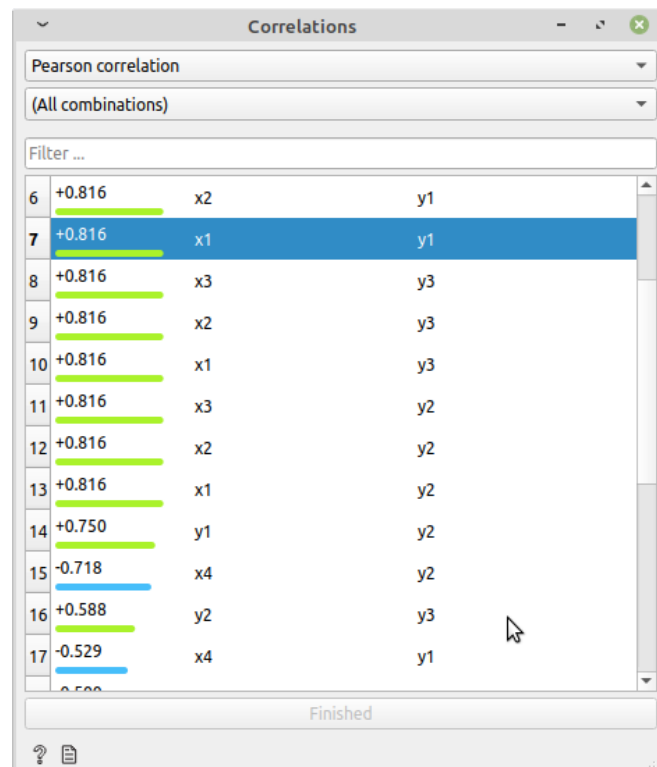 Correlations
Pearson correlation
(All combinations)
Filter ...
6 +0.816 x2 y1
7 +0.816 x1 y1
8 +0.816 x3 y3
9 +0.816 x2 y3
10 +0.816 x1 y3
11 +0.816 x3 y2
12 +0.816 x2 y2
13 +0.816 x1 y2
14 +0.750 y1 y2
15 -0.718 x4 y2
16 +0.588 y2 y3
17 -0.529 x4 y1
Finished